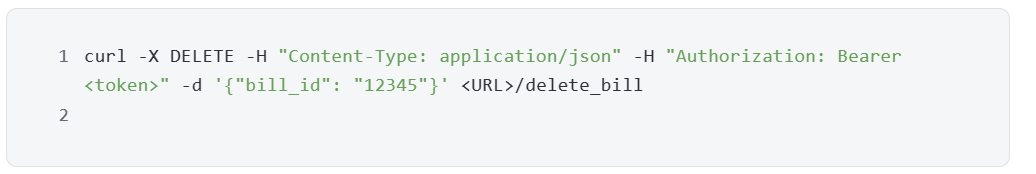 1 curl -X DELETE -H "Content-Type: application/json" -H "Authorization: Bearer
<token>" -d '{"bill_id": "12345"}' <URL>/delete_bill
2